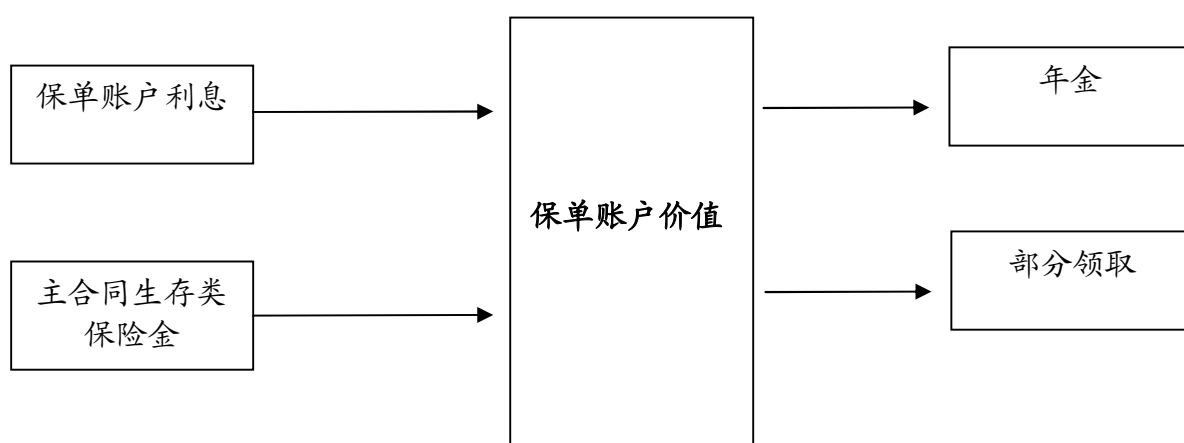 保单账户利息
主合同生存类
保险金
保单账户价值
年金
部分领取